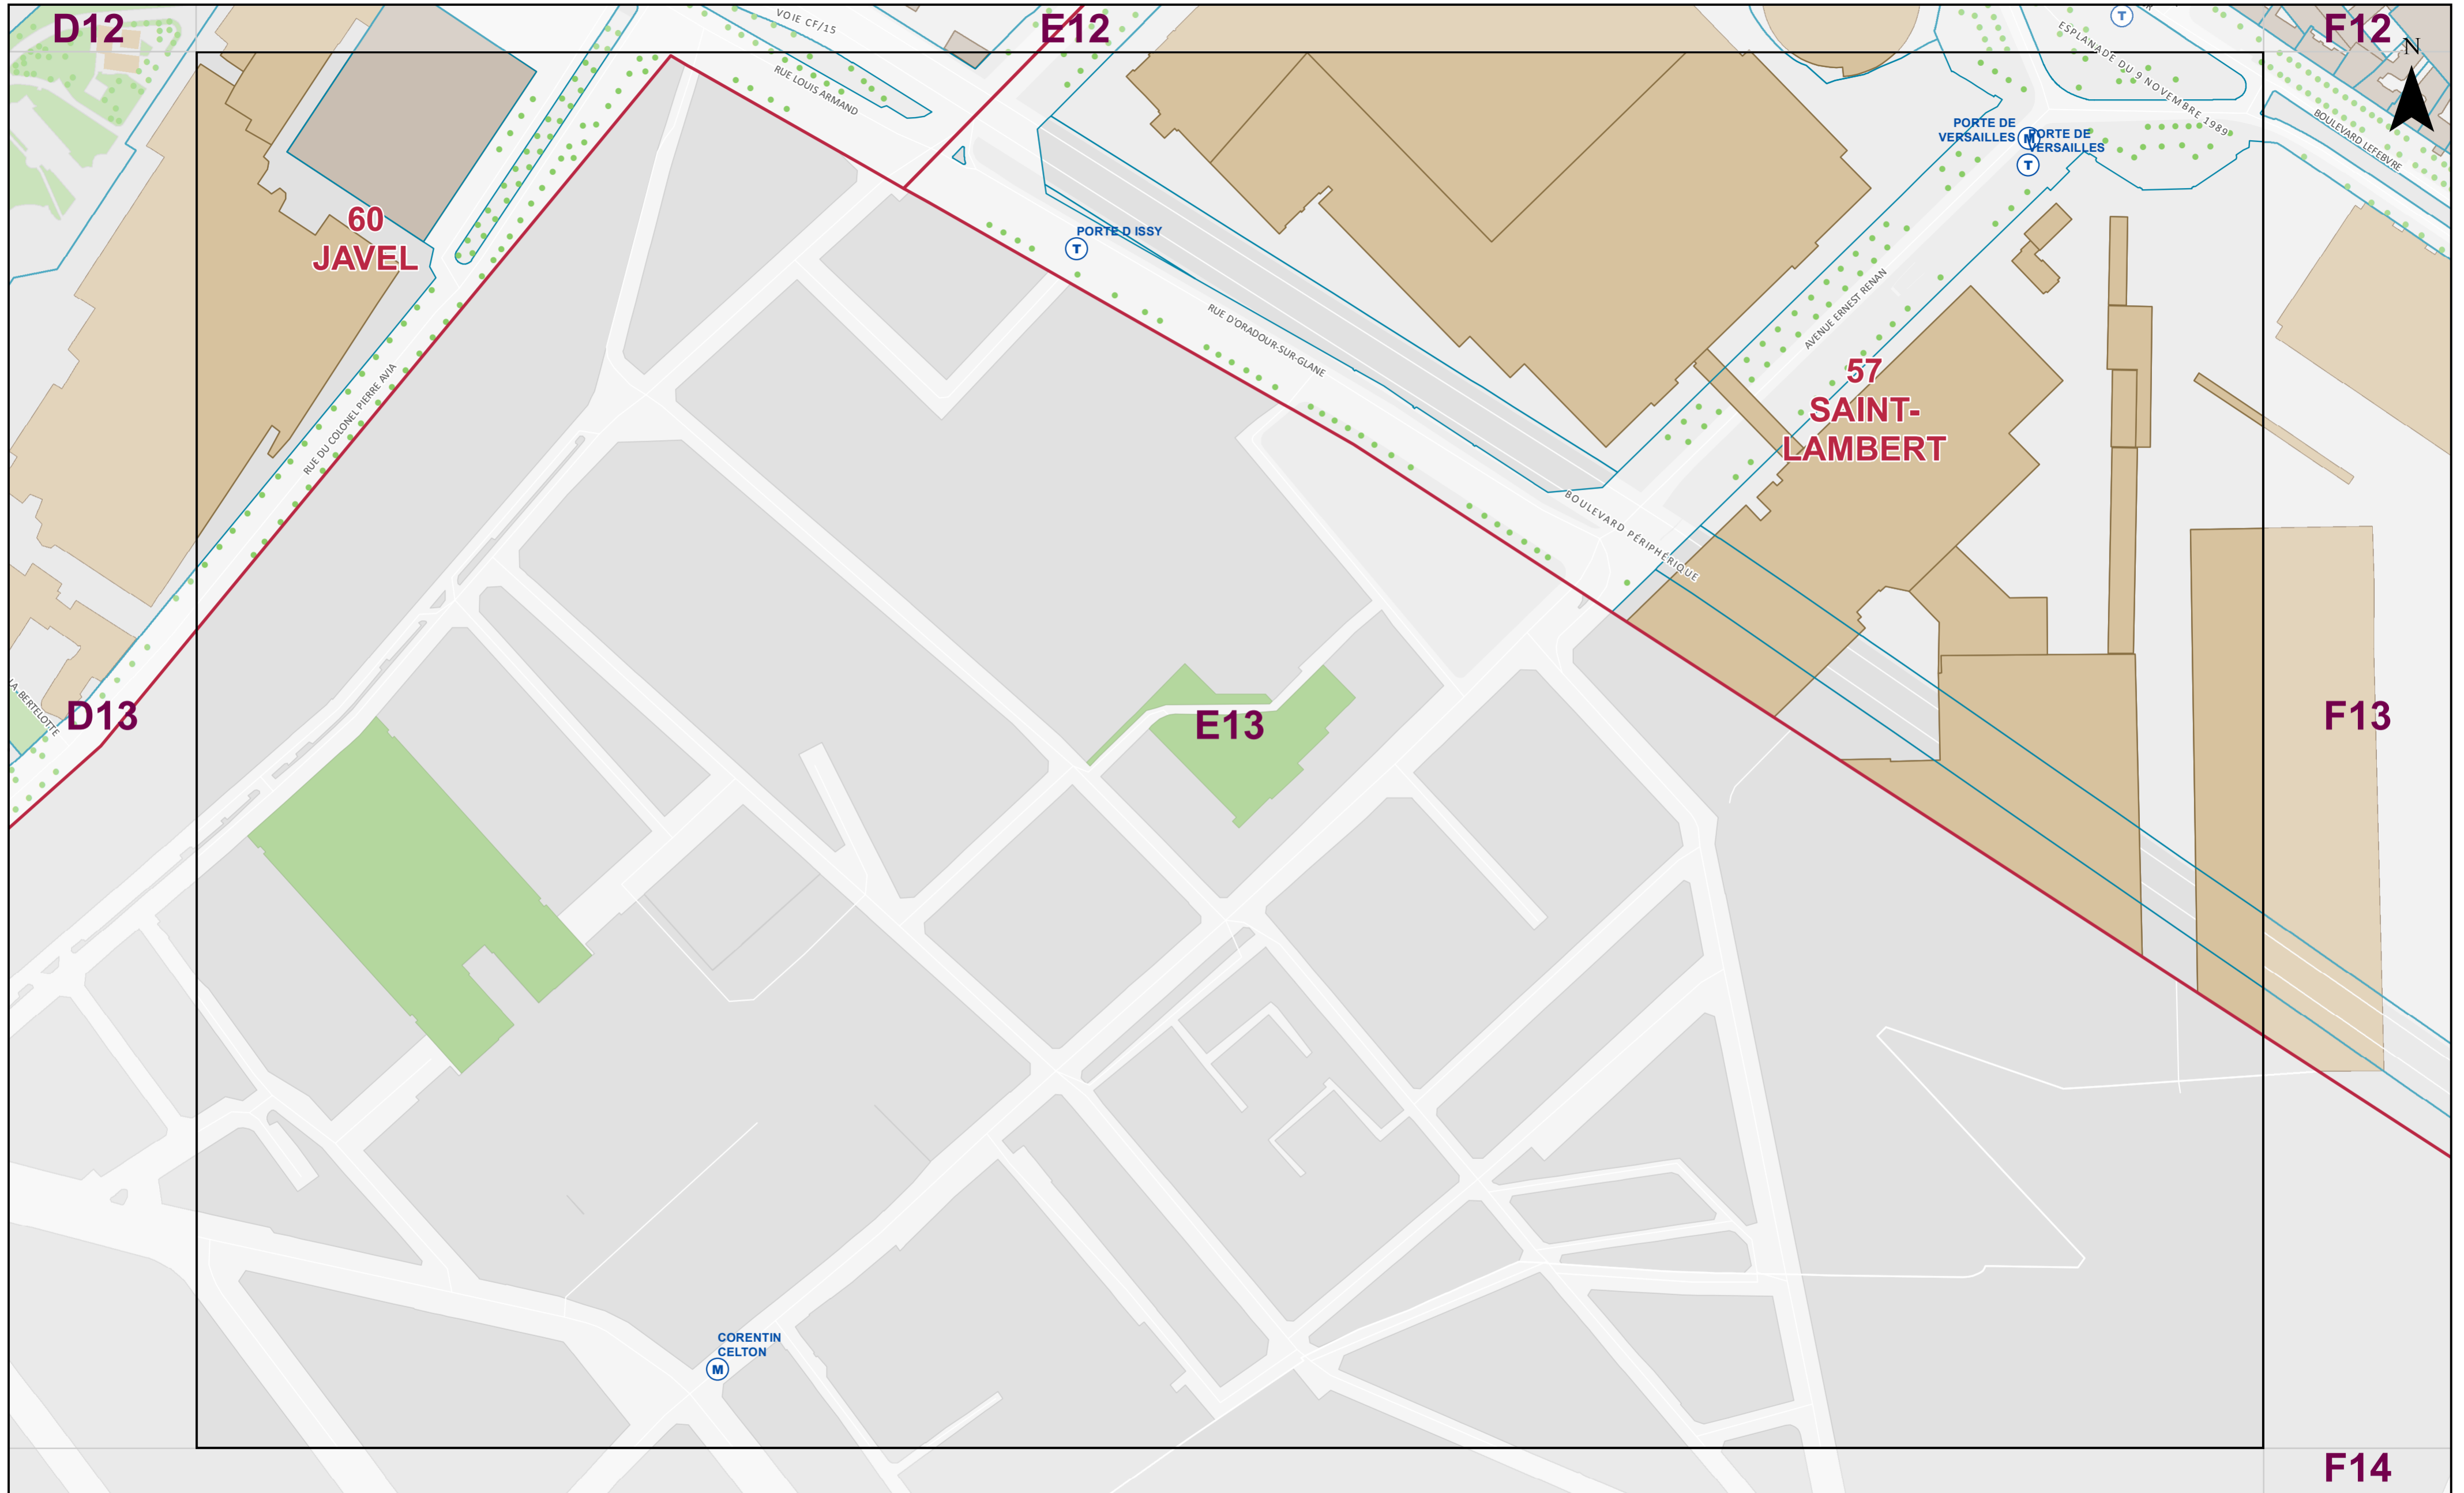 D12
VOIE CF/15
E12
T
F12
N
ESPLANADE DU 9 NOVEMBRE 1989
RUE LOUIS ARMAND
BOULEVARD LEFEBVRE
PORTE DE
VERSAILLES
M
PORTE DE
VERSAILLES
T
60
JAVEL
PORTE D ISSY
T
RUE D'ORADOUR-SUR-GLANE
AVENUE ERNEST RENAN
RUE DU COLONEL PIERRE AVIA
57
SAINT-
LAMBERT
BOULEVARD PÉRIPHÉRIQUE
LA BERTELOTTE
D13
E13
F13
CORENTIN
CELTON
M
F14